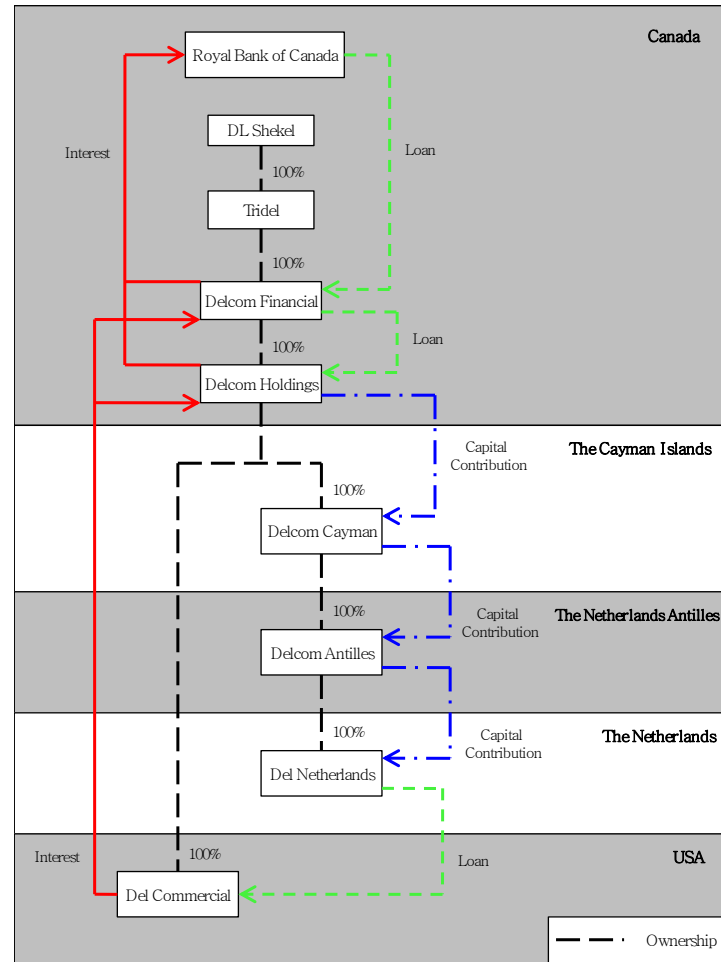 Canada
Royal Bank of Canada
DL Shekel
Interest
Loan
100%
Tridel
100%
Delcom Financial
Loan
100%
Delcom Holdings
Capital
Contribution
The Cayman Islands
100%
Delcom Cayman
100%
Capital
Contribution
The Netherlands Antilles
Delcom Antilles
100%
Capital
Contribution
The Netherlands
Del Netherlands
Interest
100%
Loan
USA
Del Commercial
Ownership